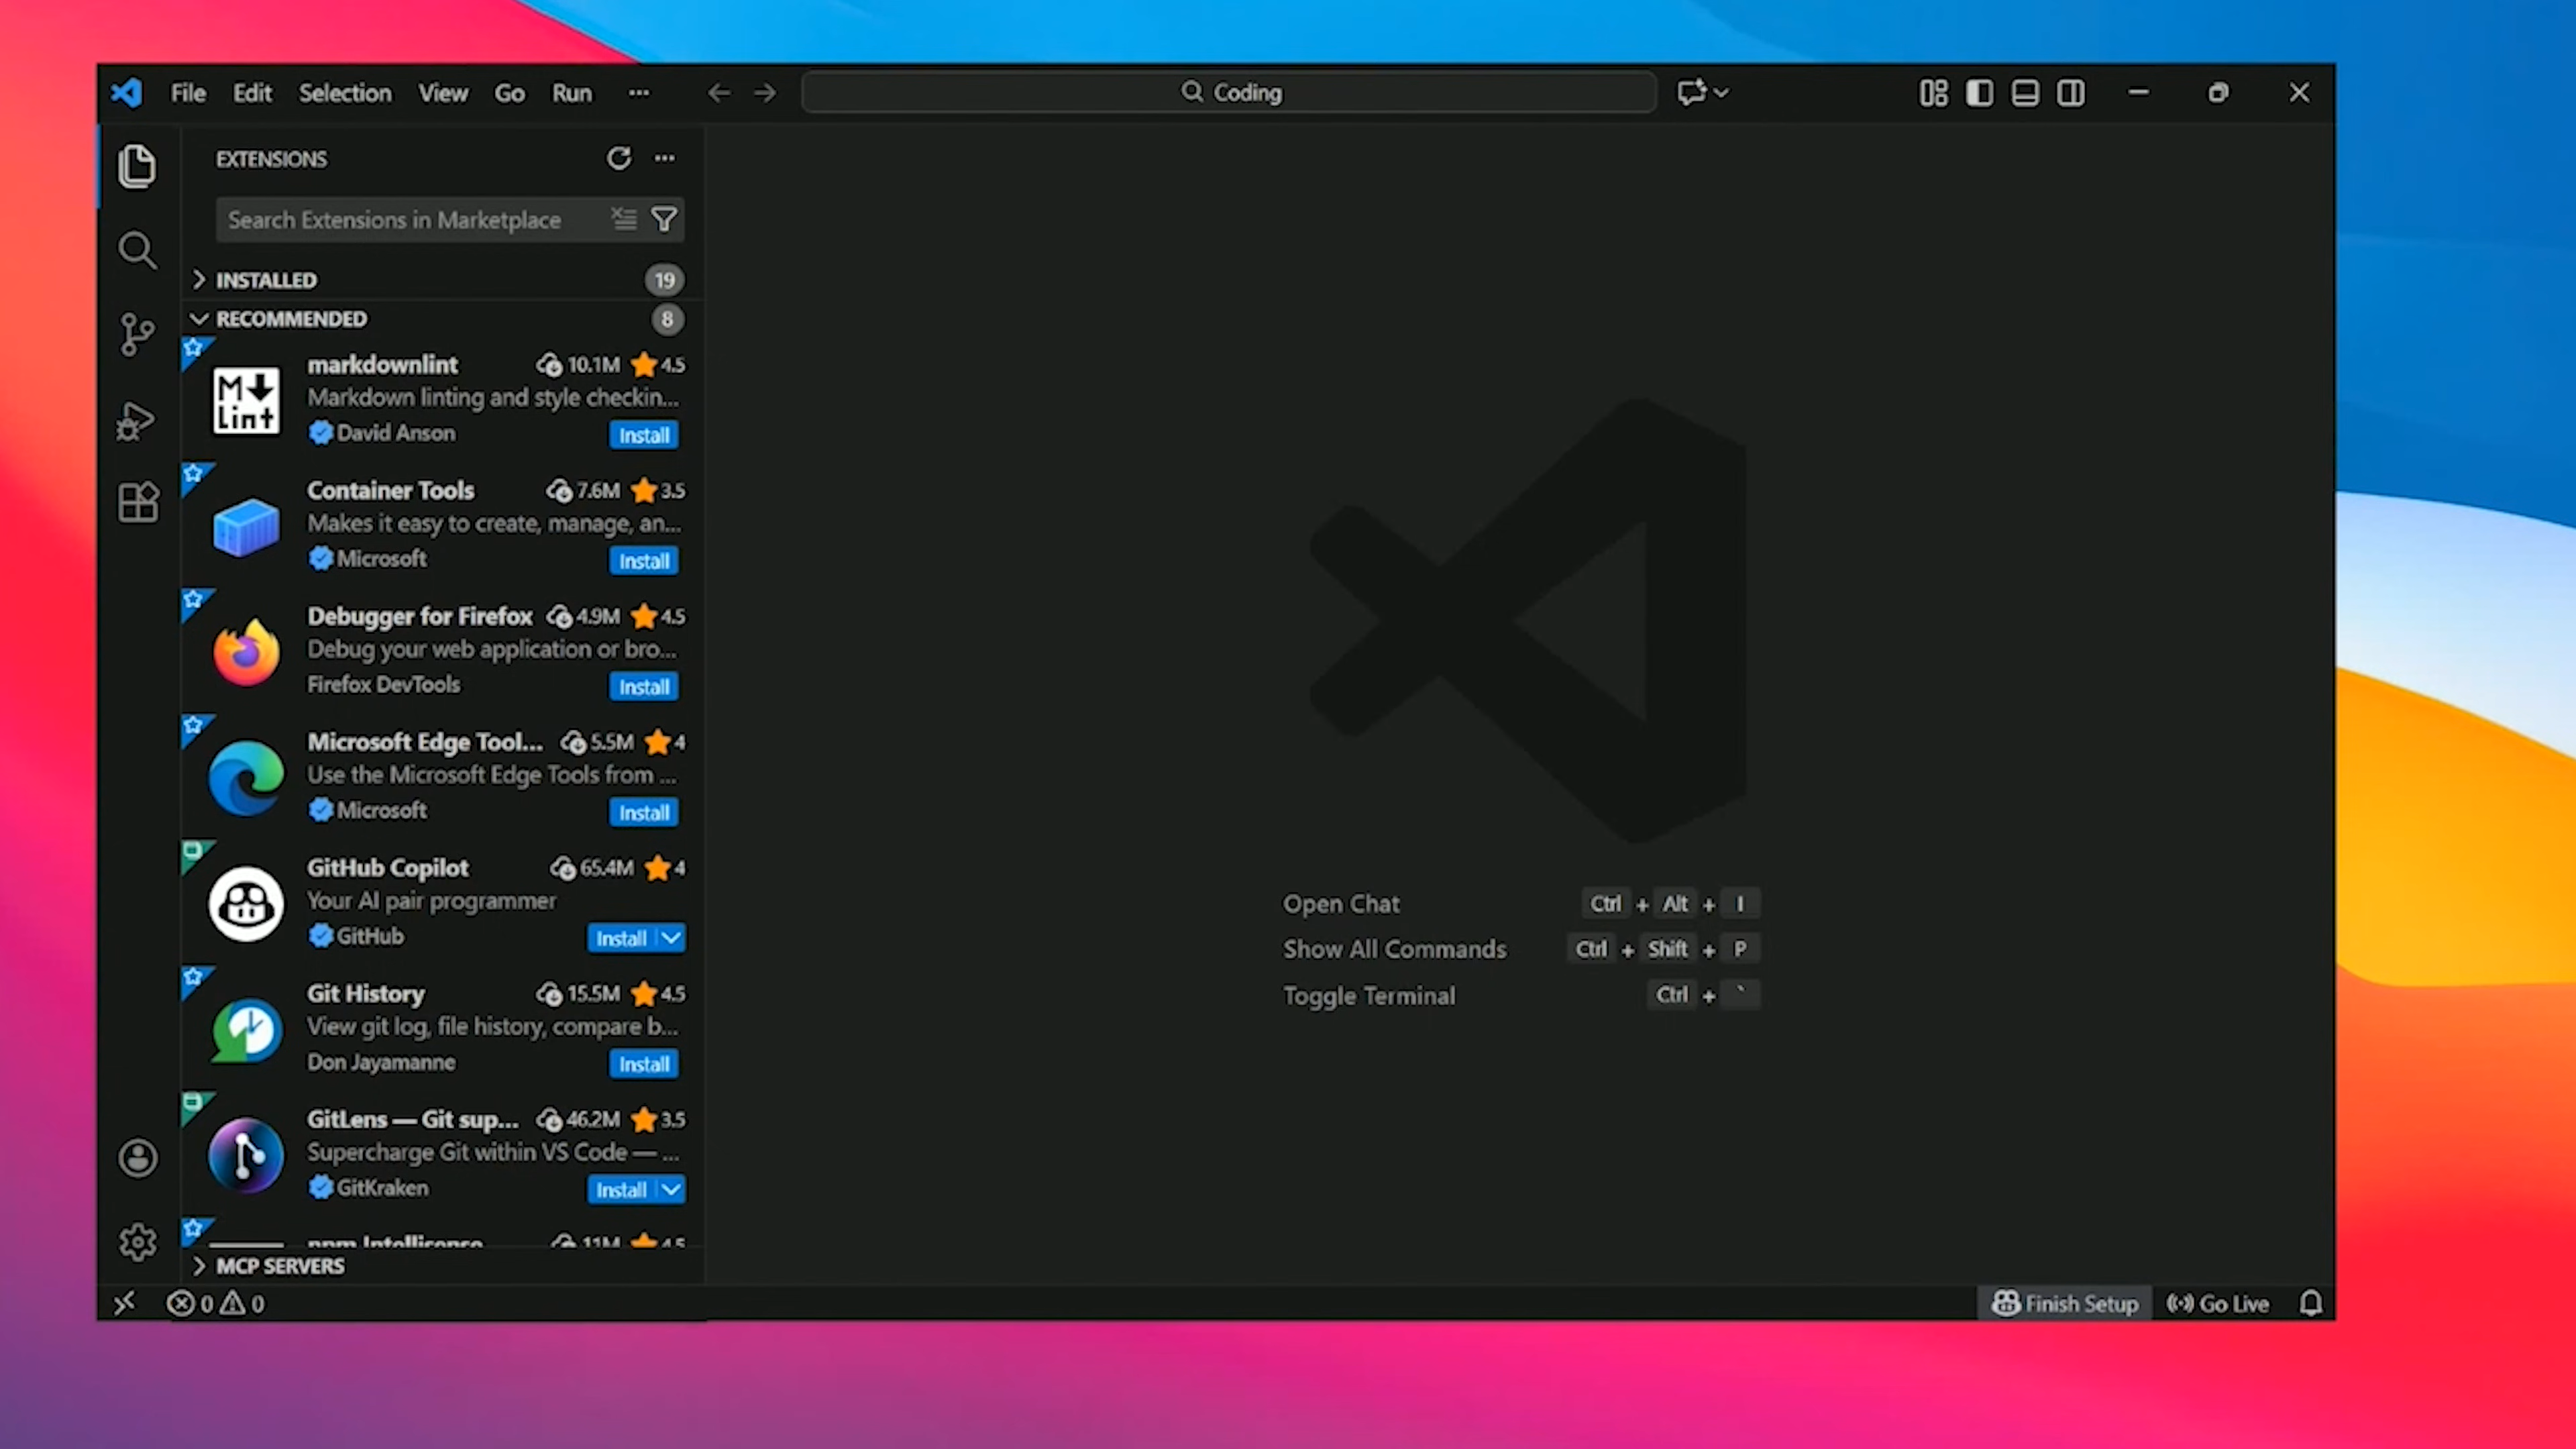 File Edit Selection View Go Run ··· Coding
EXTENSIONS ···
Search Extensions in Marketplace
INSTALLED 19
RECOMMENDED 8
markdownlint 10.1M 4.5
Markdown linting and style checkin...
David Anson Install
Container Tools 7.6M 3.5
Makes it easy to create, manage, an...
Microsoft Install
Debugger for Firefox 4.9M 4.5
Debug your web application or bro...
Firefox DevTools Install
Microsoft Edge Tool... 5.5M 4
Use the Microsoft Edge Tools from ...
Microsoft Install
GitHub Copilot 65.4M 4
Your AI pair programmer
GitHub Install
Git History 15.5M 4.5
View git log, file history, compare b...
Don Jayamanne Install
GitLens — Git sup... 46.2M 3.5
Supercharge Git within VS Code — ...
GitKraken Install
npm Intellisense 11M 4.5
MCP SERVERS
M
Lint
Open Chat Ctrl + Alt + I
Show All Commands Ctrl + Shift + P
Toggle Terminal Ctrl + `
0 0 Finish Setup Go Live